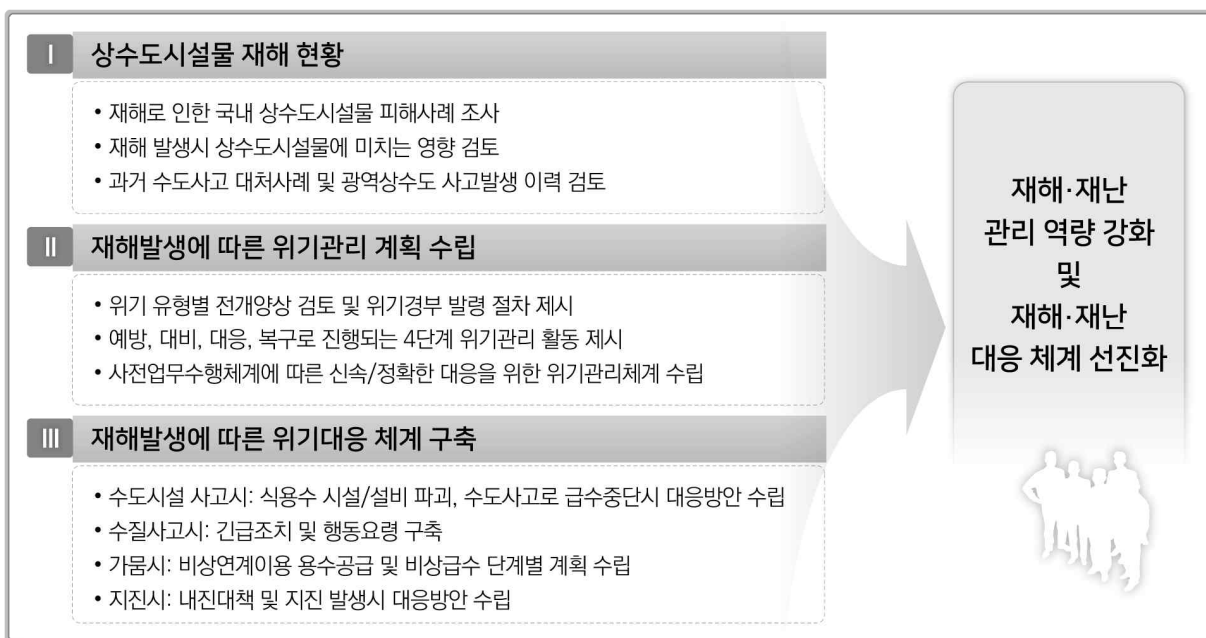 I 상수도시설물 재해 현황
• 재해로 인한 국내 상수도시설물 피해사례 조사
• 재해 발생시 상수도시설물에 미치는 영향 검토
• 과거 수도사고 대처사례 및 광역상수도 사고발생 이력 검토
II 재해발생에 따른 위기관리 계획 수립
• 위기 유형별 전개양상 검토 및 위기경부 발령 절차 제시
• 예방, 대비, 대응, 복구로 진행되는 4단계 위기관리 활동 제시
• 사전업무수행체계에 따른 신속/정확한 대응을 위한 위기관리체계 수립
III 재해발생에 따른 위기대응 체계 구축
• 수도시설 사고시: 식용수 시설/설비 파괴, 수도사고로 급수중단시 대응방안 수립
• 수질사고시: 긴급조치 및 행동요령 구축
• 가뭄시: 비상연계이용 용수공급 및 비상급수 단계별 계획 수립
• 지진시: 내진대책 및 지진 발생시 대응방안 수립
재해·재난
관리 역량 강화
및
재해·재난
대응 체계 선진화